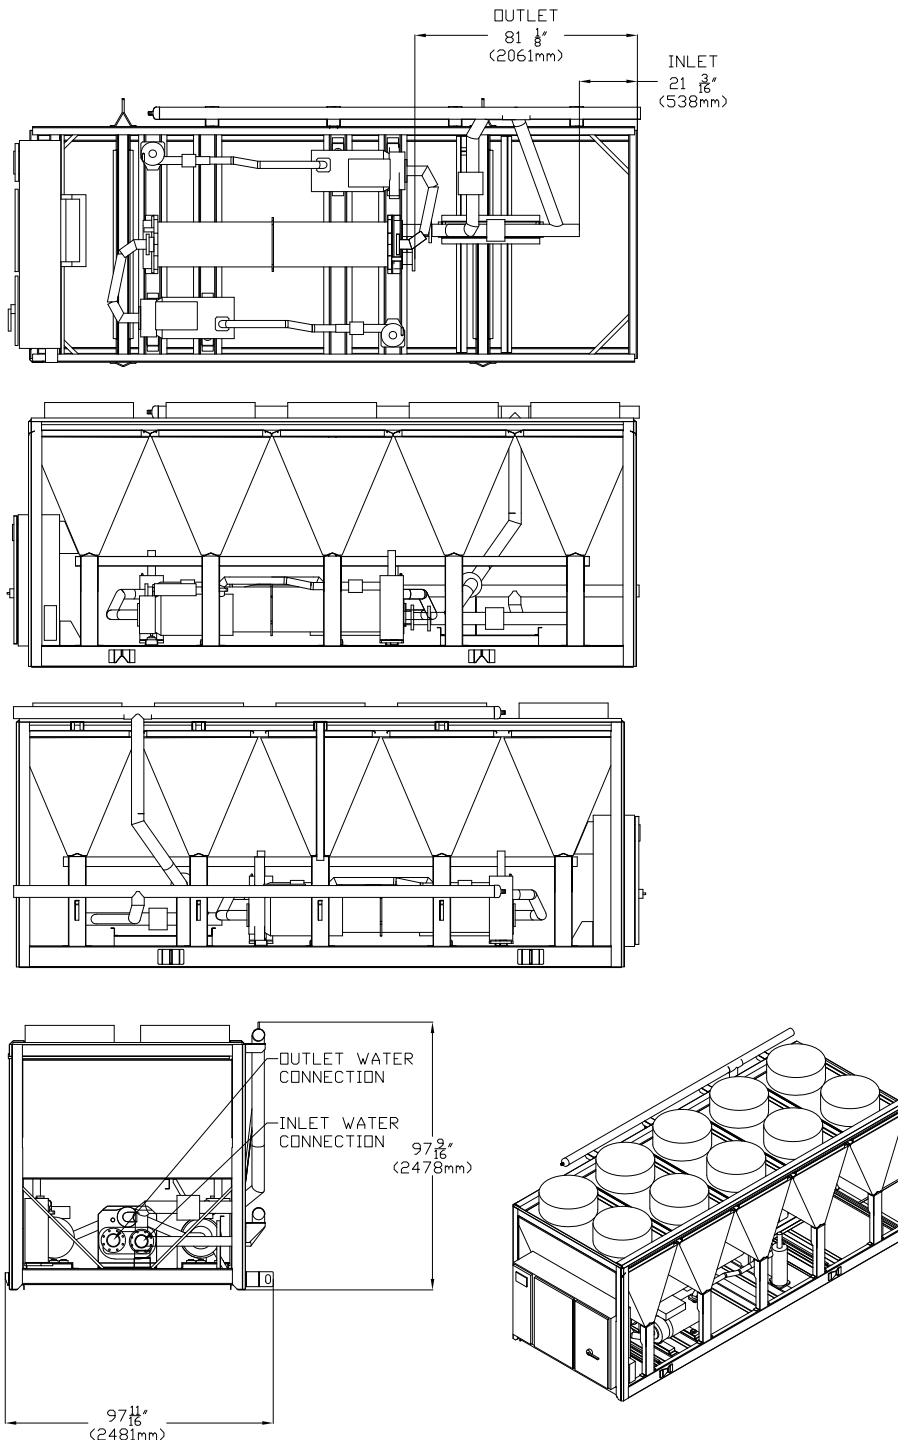 OUTLET
81 1/8"
(2061mm)
INLET
21 3/16"
(538mm)
OUTLET WATER
CONNECTION
INLET WATER
CONNECTION
97 9/16"
(2478mm)
97 11/16"
(2481mm)